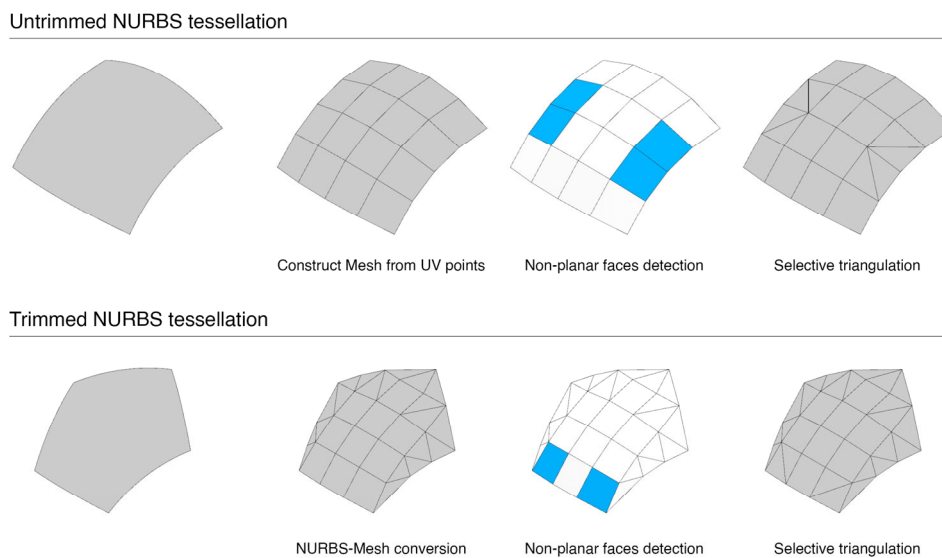 Untrimmed NURBS tessellation
Construct Mesh from UV points
Non-planar faces detection
Selective triangulation
Trimmed NURBS tessellation
NURBS-Mesh conversion
Non-planar faces detection
Selective triangulation